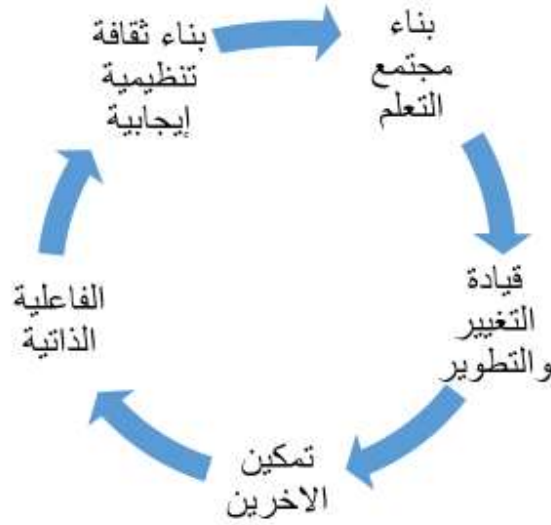 بناء
مجتمع
التعلم
قيادة
التغيير
والتطوير
تمكين
الاخرين
الفاعلية
الذاتية
بناء ثقافة
تنظيمية
إيجابية